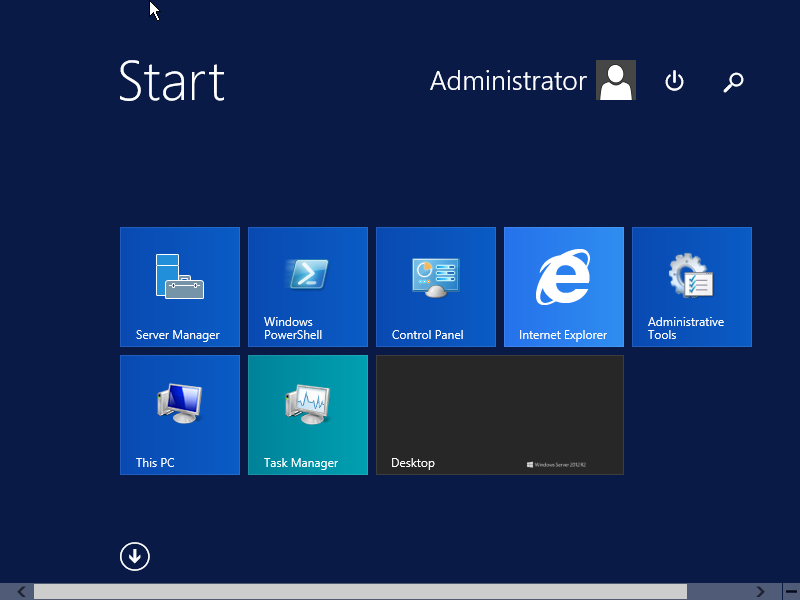 Start
Administrator
Server Manager
Windows
PowerShell
Control Panel
Internet Explorer
Administrative
Tools
This PC
Task Manager
Desktop
Windows Server 2012 R2